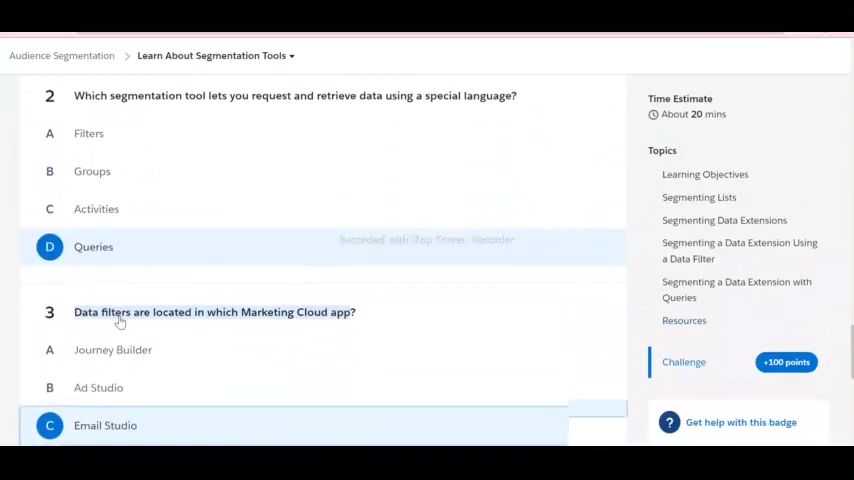 Audience Segmentation > Learn About Segmentation Tools
2 Which segmentation tool lets you request and retrieve data using a special language?
A Filters
B Groups
C Activities
D Queries
Recorded with iTop Screen Recorder
3 Data filters are located in which Marketing Cloud app?
A Journey Builder
B Ad Studio
C Email Studio
Time Estimate
About 20 mins
Topics
Learning Objectives
Segmenting Lists
Segmenting Data Extensions
Segmenting a Data Extension Using
a Data Filter
Segmenting a Data Extension with
Queries
Resources
Challenge +100 points
? Get help with this badge